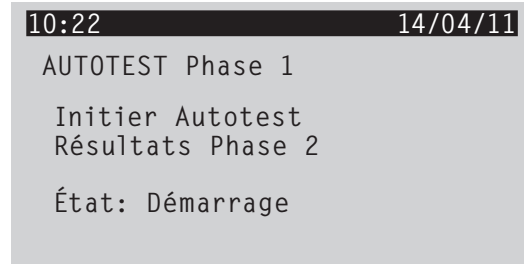 10:22 14/04/11
AUTOTEST Phase 1
Initier Autotest
Résultats Phase 2
État: Démarrage